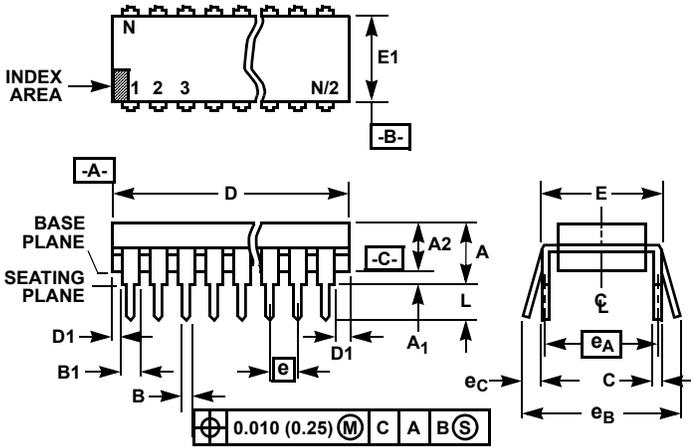 N
E1
INDEX
AREA
1 2 3 N/2
-B-
-A-
D
E
BASE
PLANE
A2
A
-C-
SEATING
PLANE
L
℄
D1
D1
A1
eA
B1
e
eC
C
B
eB
0.010 (0.25) Ⓜ C A B Ⓢ